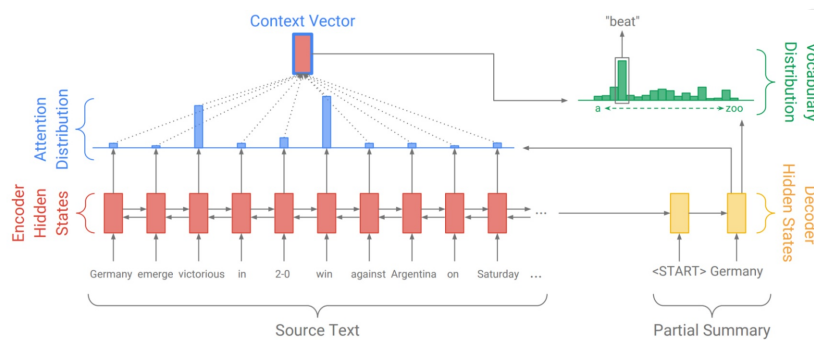 Context Vector
"beat"
Vocabulary
Distribution
a
zoo
Attention
Distribution
Encoder
Hidden
States
...
Decoder
Hidden States
Germany emerge victorious in 2-0 win against Argentina on Saturday ...
<START> Germany
Source Text
Partial Summary